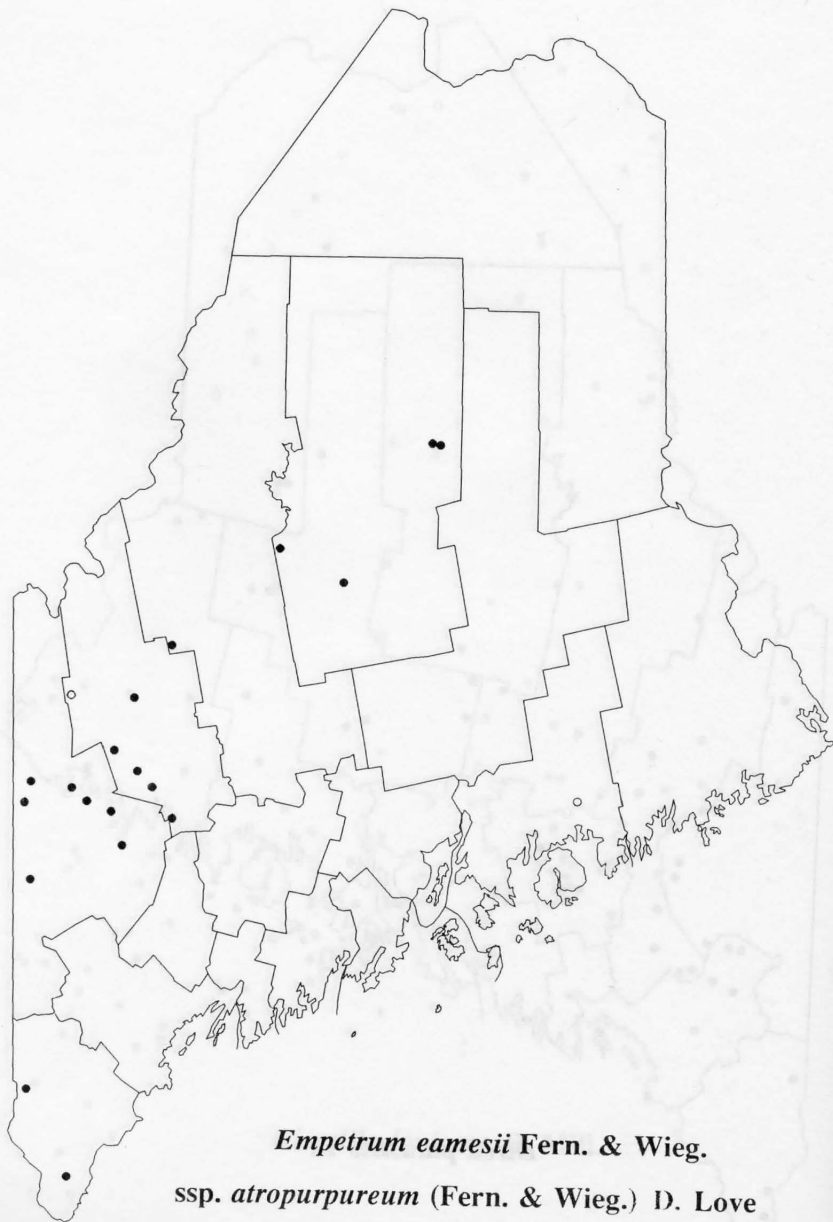 Empetrum eamesii Fern. & Wieg.
ssp. atropurpureum (Fern. & Wieg.) D. Love